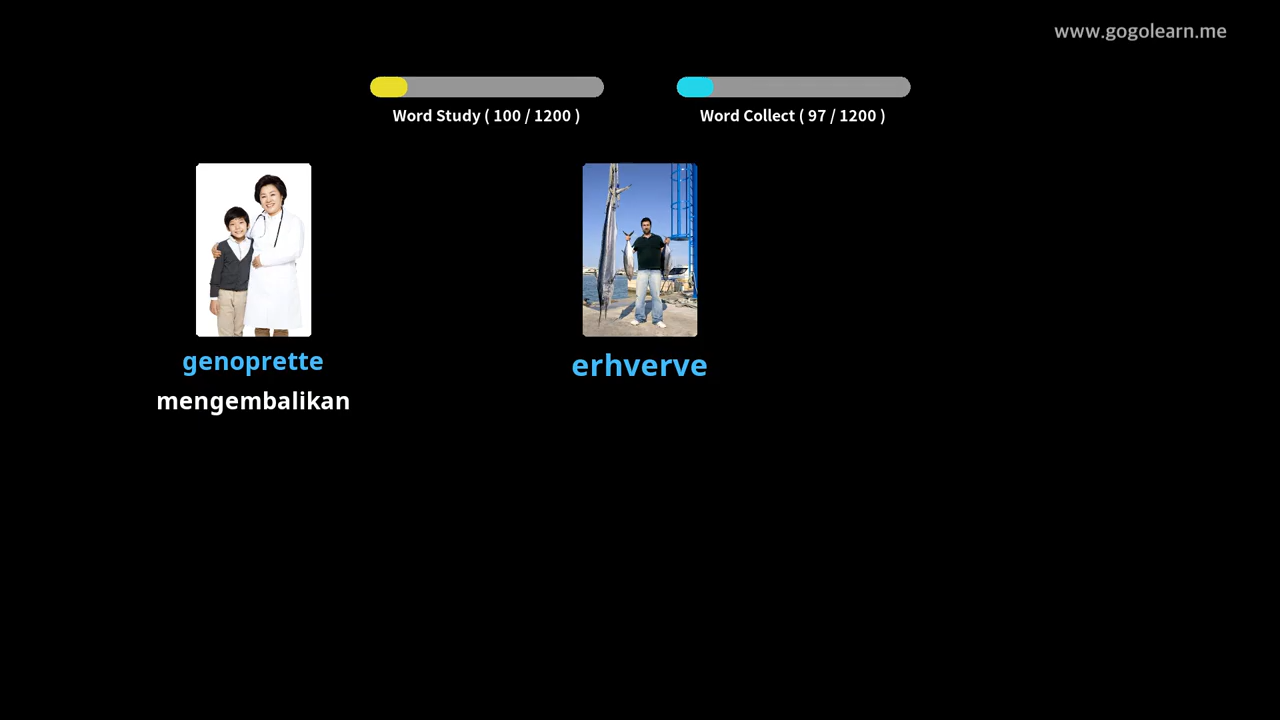 www.gogolearn.me
Word Study ( 100 / 1200 )
Word Collect ( 97 / 1200 )
genoprette
mengembalikan
erhverve